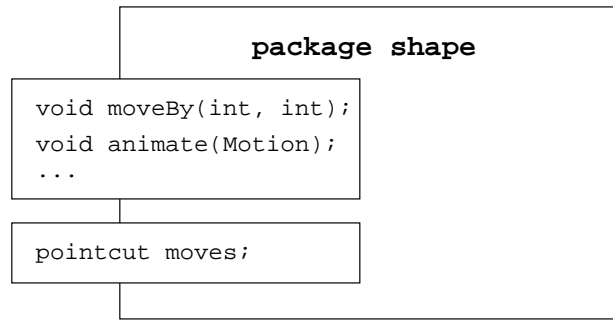 package shape
void moveBy(int, int);
void animate(Motion);
...
pointcut moves;